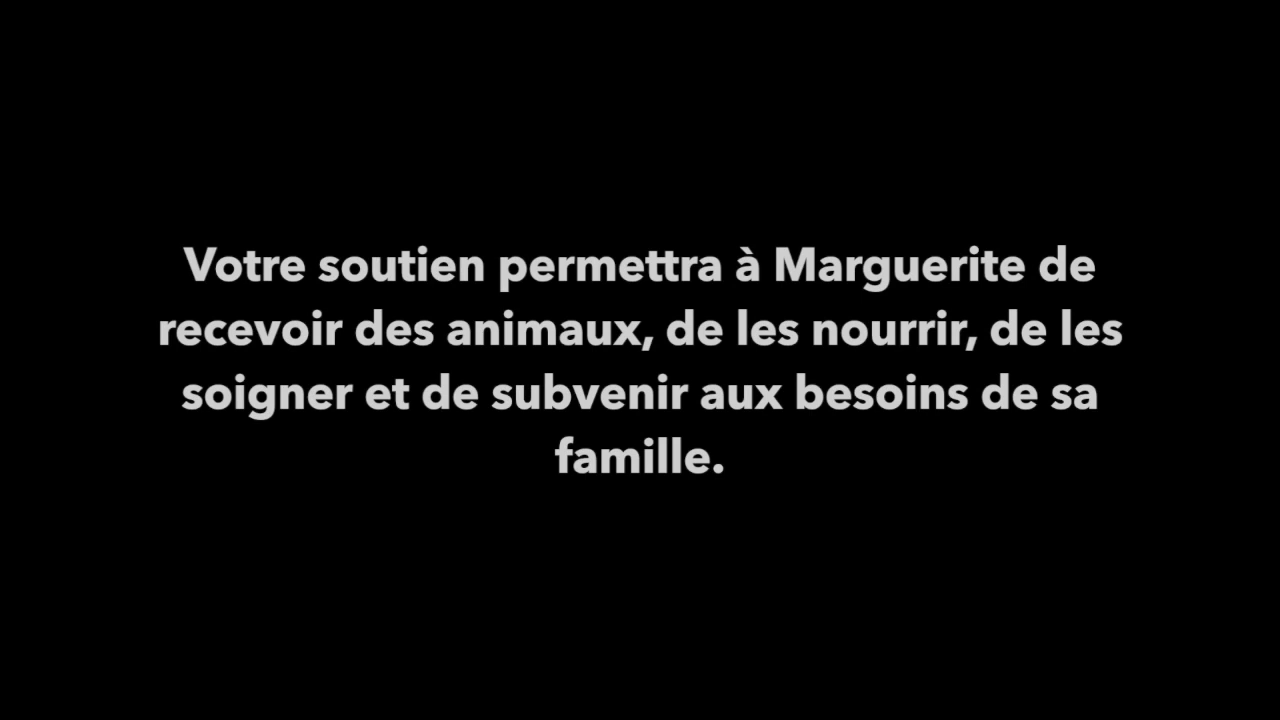 Votre soutien permettra à Marguerite de
recevoir des animaux, de les nourrir, de les
soigner et de subvenir aux besoins de sa
famille.